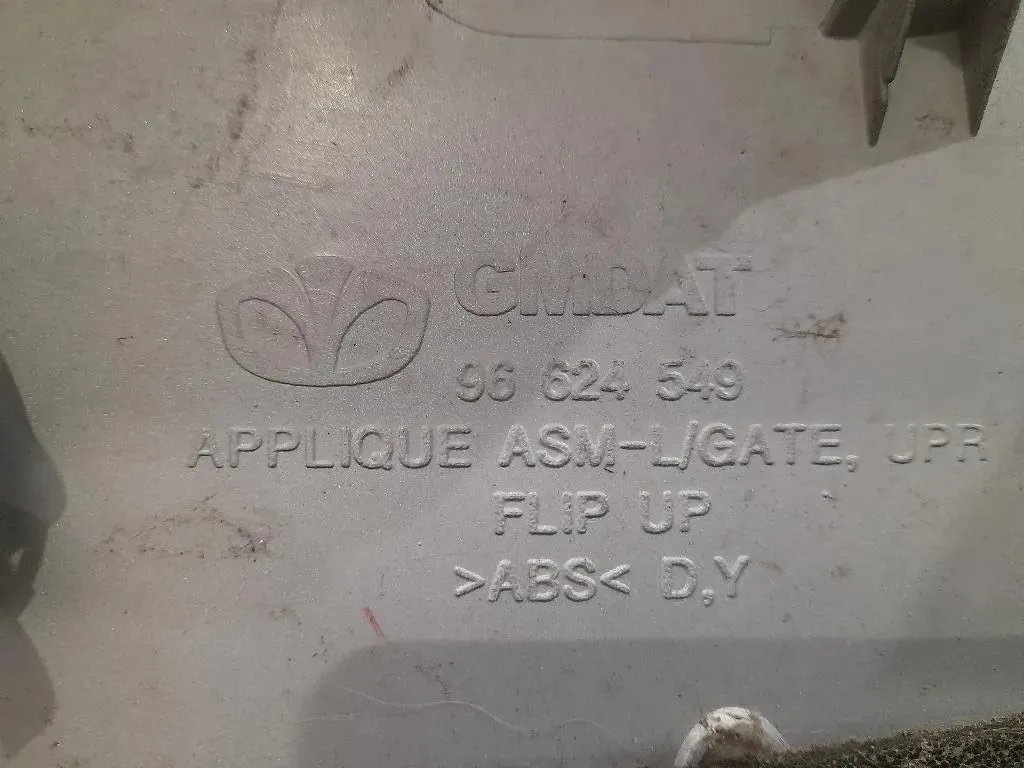 GMDAT
96 624 549
APPLIQUE ASM-L/GATE, UPR
FLIP UP
>ABS< D,Y